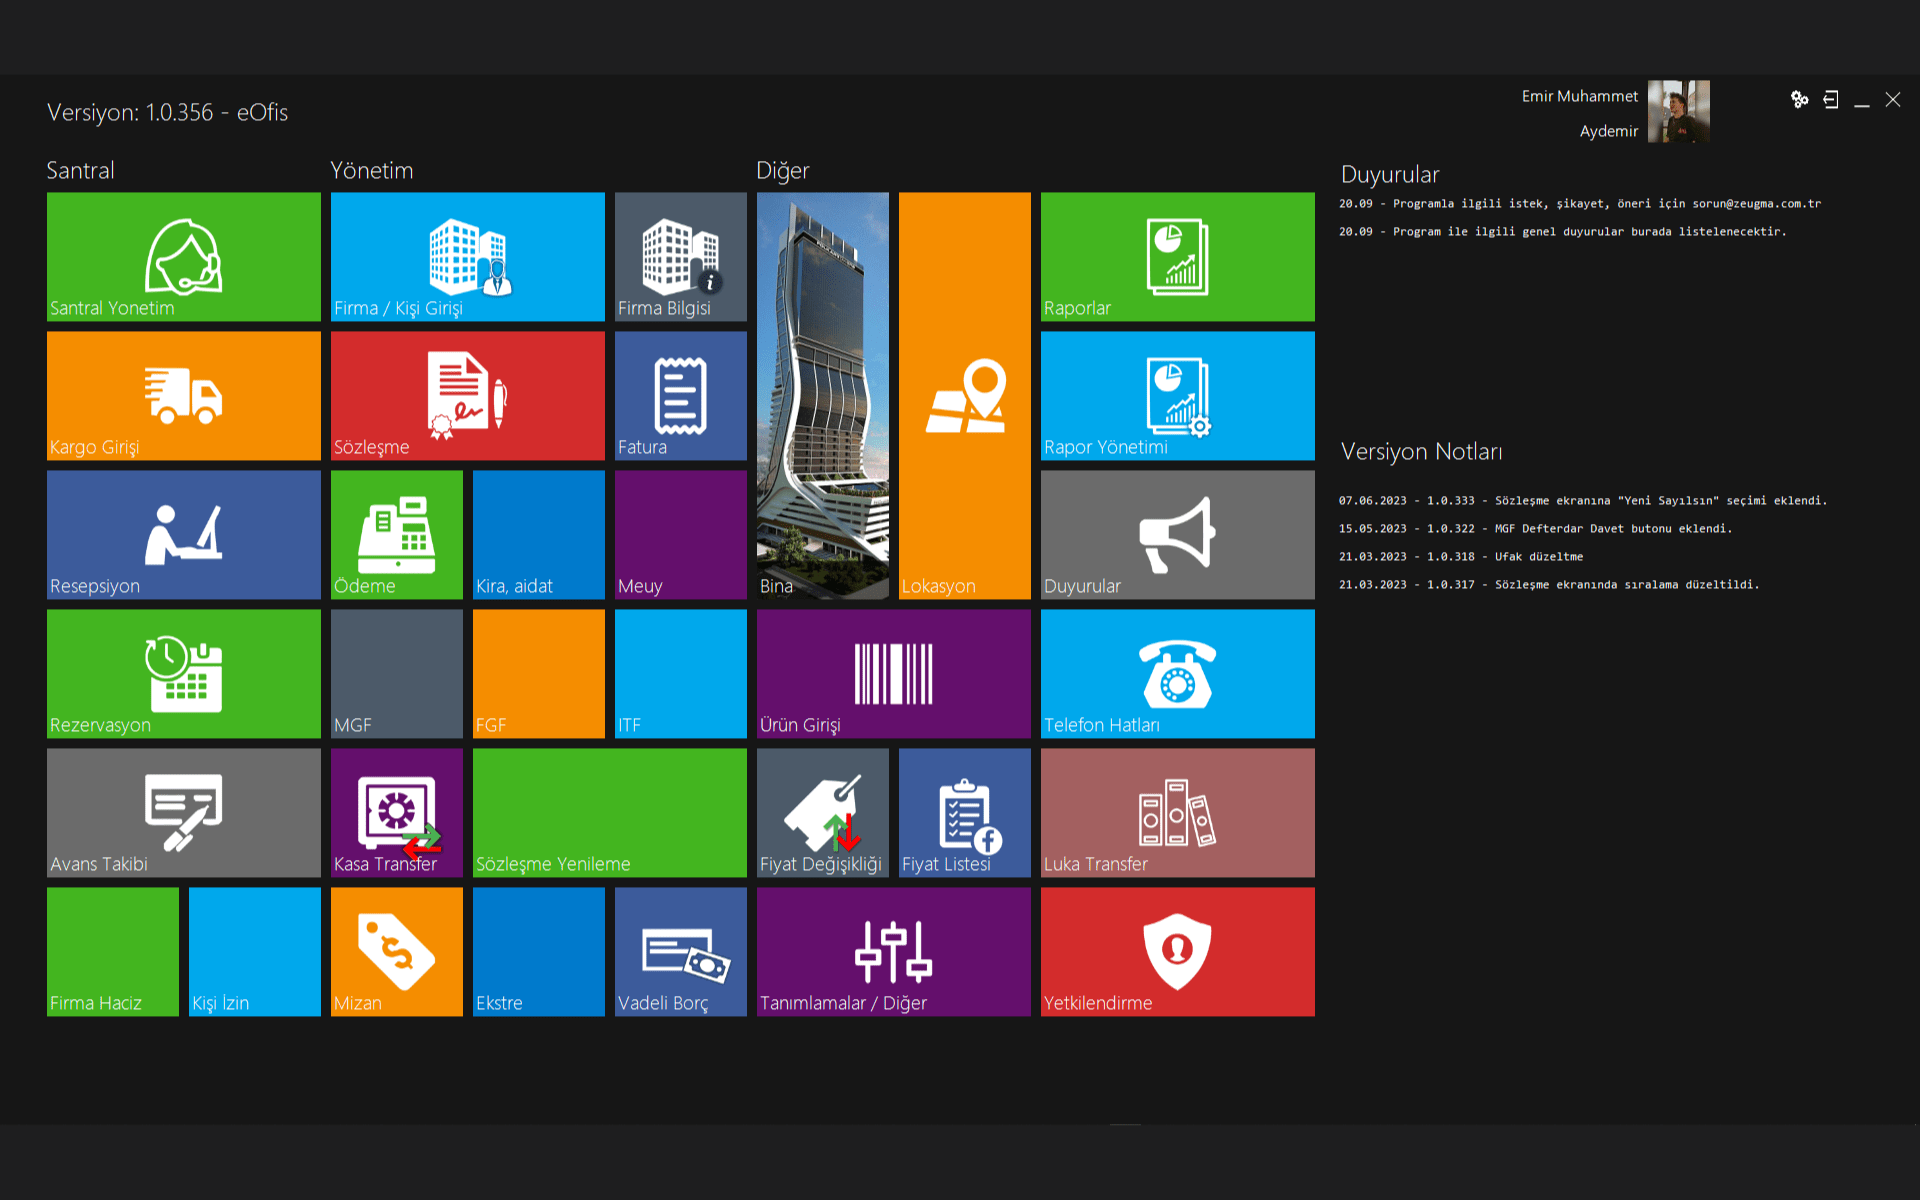 Versiyon: 1.0.356 - eOfis
Emir Muhammet
Aydemir
Santral
Yönetim
Diğer
Duyurular
20.09 - Programla ilgili istek, şikayet, öneri için sorun@zeugma.com.tr
20.09 - Program ile ilgili genel duyurular burada listelenecektir.
Santral Yonetim
Firma / Kişi Girişi
Firma Bilgisi
Raporlar
Kargo Girişi
Sözleşme
Fatura
Rapor Yönetimi
Versiyon Notları
07.06.2023 - 1.0.333 - Sözleşme ekranına "Yeni Sayılsın" seçimi eklendi.
15.05.2023 - 1.0.322 - MGF Defterdar Davet butonu eklendi.
21.03.2023 - 1.0.318 - Ufak düzeltme
21.03.2023 - 1.0.317 - Sözleşme ekranında sıralama düzeltildi.
Resepsiyon
Ödeme
Kira, aidat
Meuy
Bina
Lokasyon
Duyurular
Rezervasyon
MGF
FGF
ITF
Ürün Girişi
Telefon Hatları
Avans Takibi
Kasa Transfer
Sözleşme Yenileme
Fiyat Değişikliği
Fiyat Listesi
Luka Transfer
Firma Haciz
Kişi İzin
Mizan
Ekstre
Vadeli Borç
Tanımlamalar / Diğer
Yetkilendirme